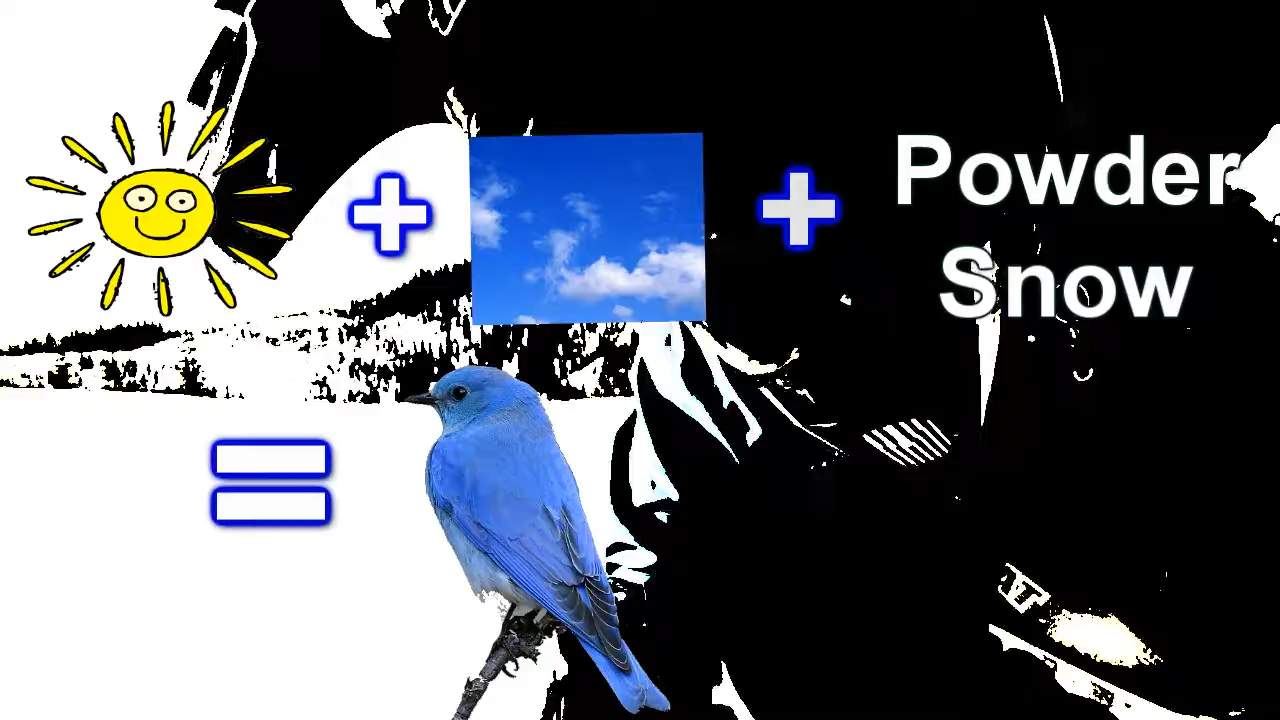 + +
Powder
Snow
=